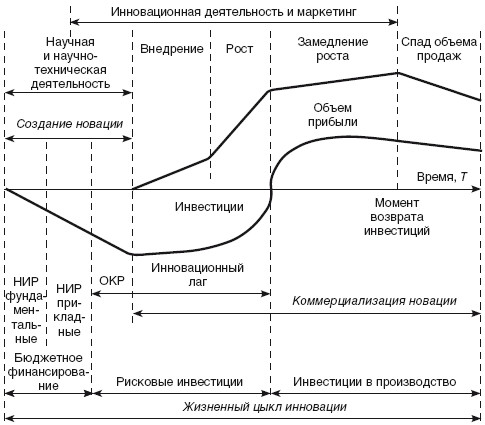 Инновационная деятельность и маркетинг
Научная
и научно-
техническая
деятельность
Внедрение
Рост
Замедление
роста
Спад объема
продаж
Создание новации
Объем
прибыли
Время, T
Инвестиции
Момент
возврата
инвестиций
Инновационный
лаг
НИР
фунда-
мен-
таль-
ные
НИР
при-
клад-
ные
ОКР
Коммерциализация новации
Бюджетное
финансирова-
ние
Рисковые инвестиции
Инвестиции в производство
Жизненный цикл инновации